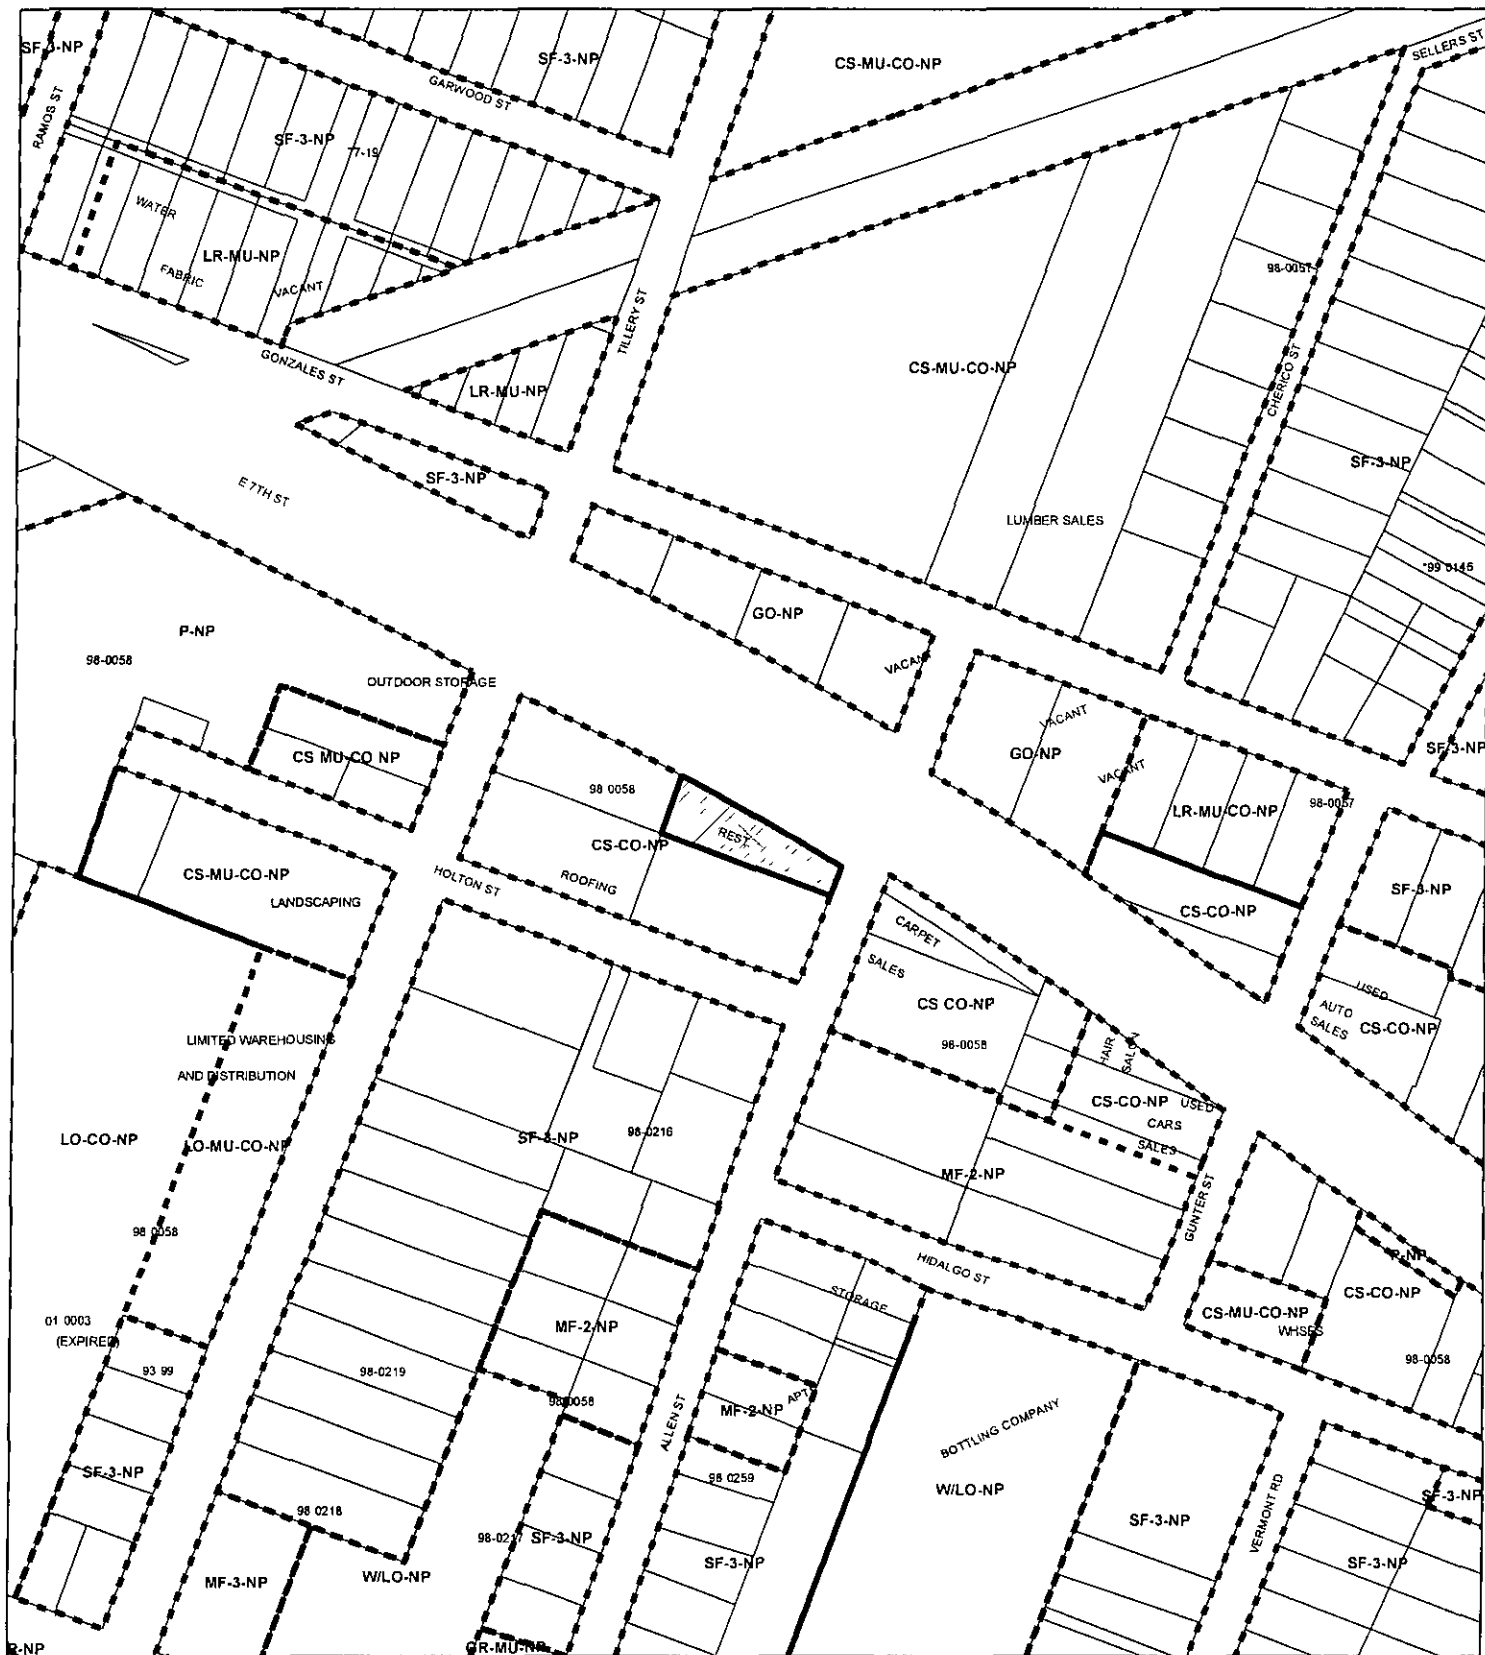 SF-3-NP
SF-3-NP
CS-MU-CO-NP
SELLERS ST
GARWOOD ST
RAMOS ST
SF-3-NP
77-19
WATER
LR-MU-NP
FABRIC
VACANT
98-0057
TILLERY ST
GONZALES ST
CS-MU-CO-NP
CHERICO ST
LR-MU-NP
SF-3-NP
SF-3-NP
E 7TH ST
LUMBER SALES
99 0145
GO-NP
P-NP
98-0058
VACANT
OUTDOOR STORAGE
VACANT
GO-NP
SF-3-NP
CS MU-CO NP
VACANT
98 0058
LR-MU-CO-NP
98-0057
REST
CS-CO-NP
CS-MU-CO-NP
HOLTON ST
ROOFING
SF-3-NP
LANDSCAPING
CS-CO-NP
CARPET
SALES
USED
AUTO
SALES
CS-CO-NP
CS CO-NP
LIMITED WAREHOUSING
98-0058
HAIR
SALON
AND DISTRIBUTION
CS-CO-NP
USED
CARS
SALES
LO-CO-NP
LO-MU-CO-NP
SF-3-NP
98-0216
MF-2-NP
GUNTER ST
98 0058
HIDALGO ST
P-NP
STORAGE
CS-CO-NP
CS-MU-CO-NP
WHSES
01 0003
(EXPIRED)
MF-2-NP
93 99
98-0219
98-0058
98-0058
APT
MF-2-NP
ALLEN ST
BOTTLING COMPANY
SF-3-NP
98 0259
W/LO-NP
SF-3-NP
98 0218
98-0217
SF-3-NP
SF-3-NP
VERMONT RD
SF-3-NP
SF-3-NP
MF-3-NP
W/LO-NP
R-NP
GR-MU-NP